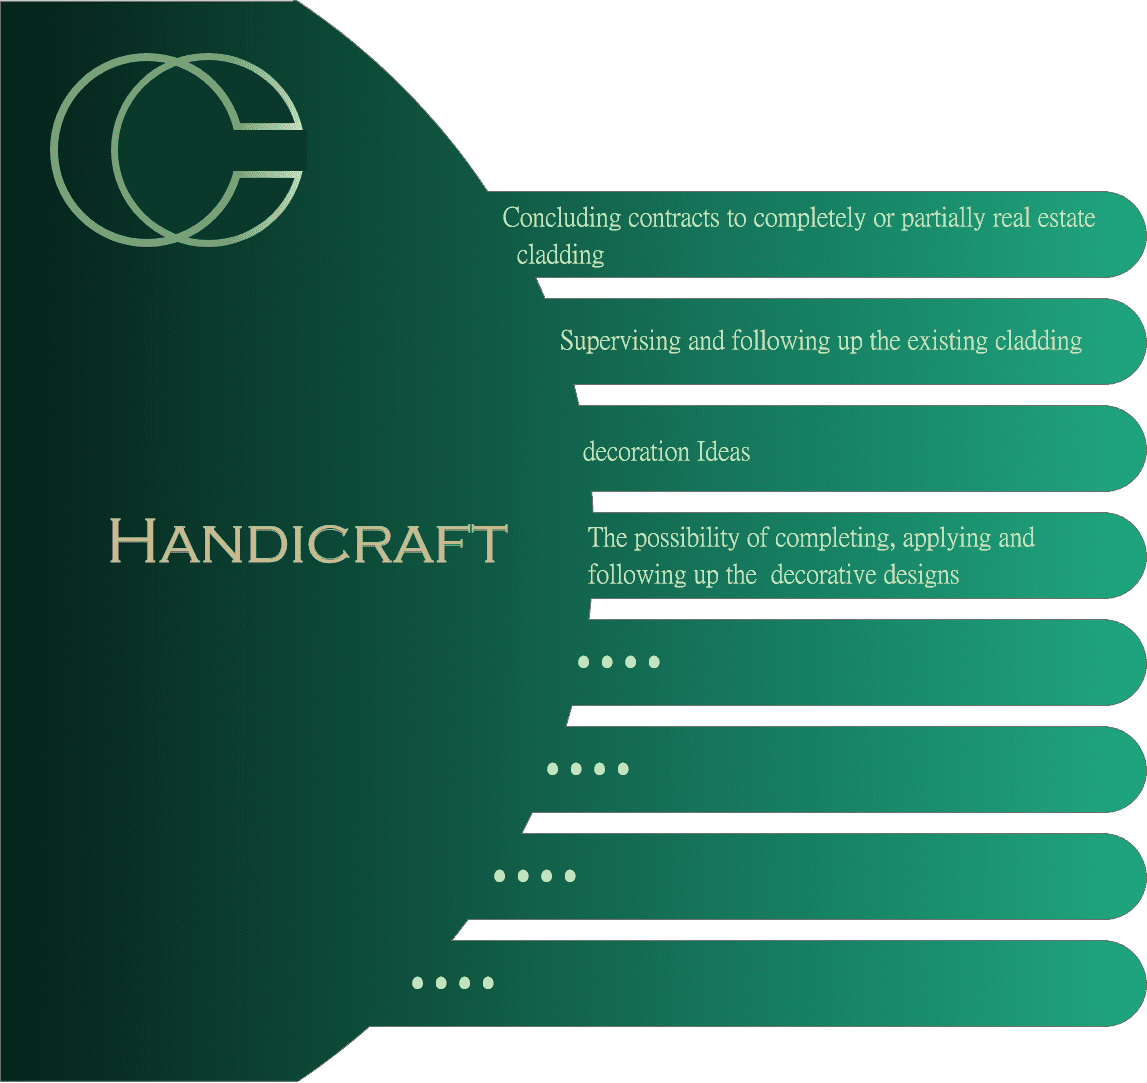 Concluding contracts to completely or partially real estate
cladding
Supervising and following up the existing cladding
decoration Ideas
HANDICRAFT
The possibility of completing, applying and
following up the decorative designs
....
....
....
....